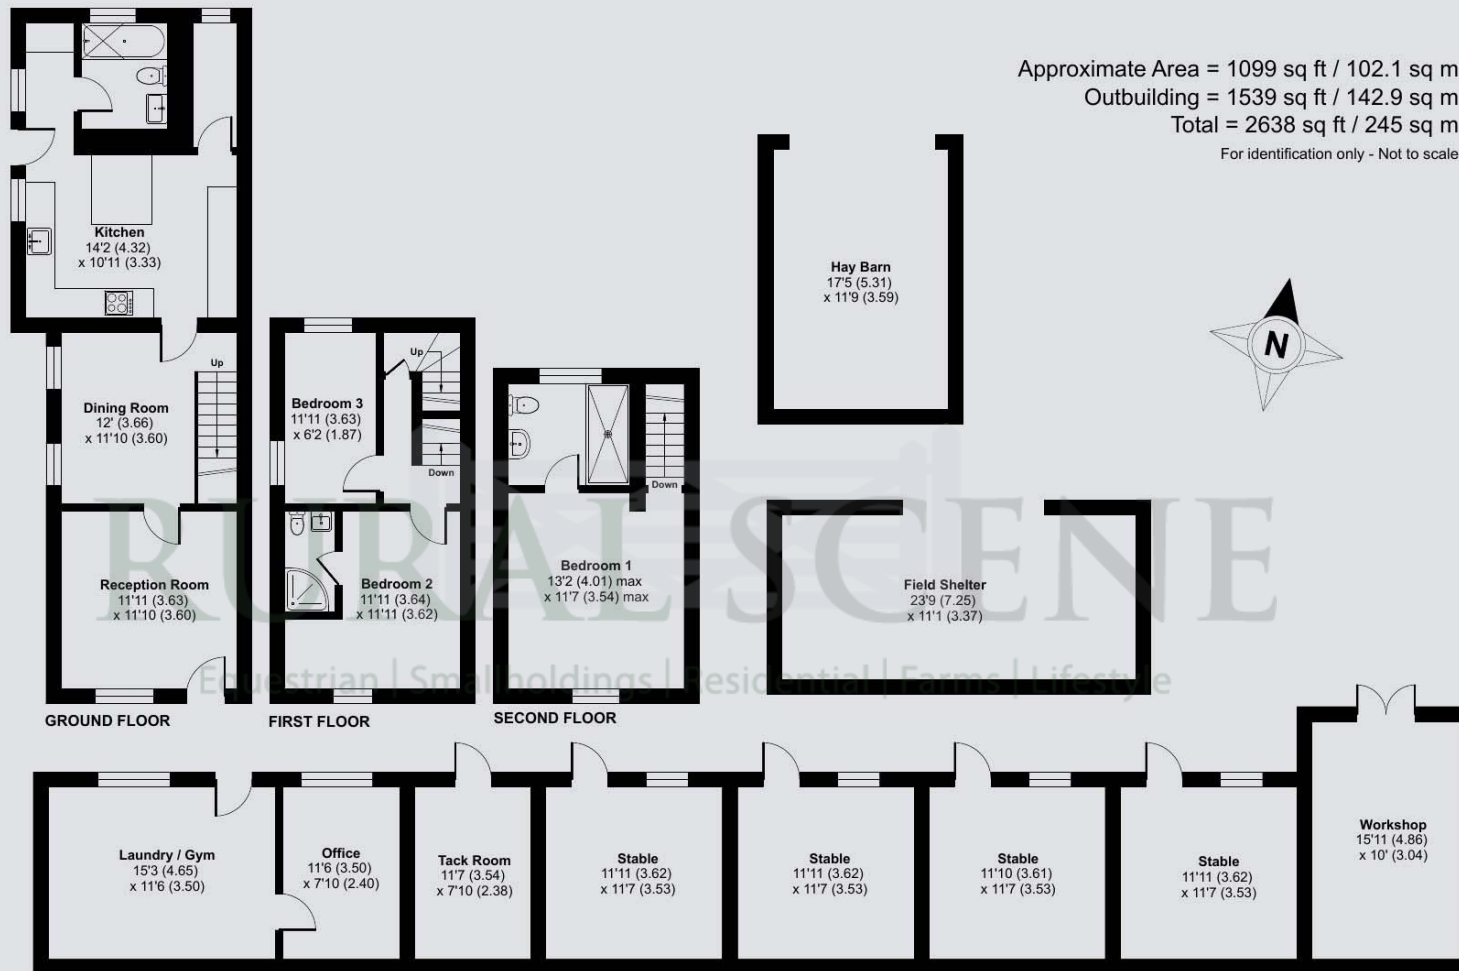 Approximate Area = 1099 sq ft / 102.1 sq m
Outbuilding = 1539 sq ft / 142.9 sq m
Total = 2638 sq ft / 245 sq m
For identification only - Not to scale
Kitchen
14'2 (4.32)
x 10'11 (3.33)
Hay Barn
17'5 (5.31)
x 11'9 (3.59)
N
Up
Dining Room
12' (3.66)
x 11'10 (3.60)
Up
Bedroom 3
11'11 (3.63)
x 6'2 (1.87)
Down
Down
RURAL SCENE
Reception Room
11'11 (3.63)
x 11'10 (3.60)
Bedroom 2
11'11 (3.64)
x 11'11 (3.62)
Bedroom 1
13'2 (4.01) max
x 11'7 (3.54) max
Field Shelter
23'9 (7.25)
x 11'1 (3.37)
Equestrian | Smallholdings | Residential | Farms | Lifestyle
GROUND FLOOR
FIRST FLOOR
SECOND FLOOR
Laundry / Gym
15'3 (4.65)
x 11'6 (3.50)
Office
11'6 (3.50)
x 7'10 (2.40)
Tack Room
11'7 (3.54)
x 7'10 (2.38)
Stable
11'11 (3.62)
x 11'7 (3.53)
Stable
11'11 (3.62)
x 11'7 (3.53)
Stable
11'10 (3.61)
x 11'7 (3.53)
Stable
11'11 (3.62)
x 11'7 (3.53)
Workshop
15'11 (4.86)
x 10' (3.04)